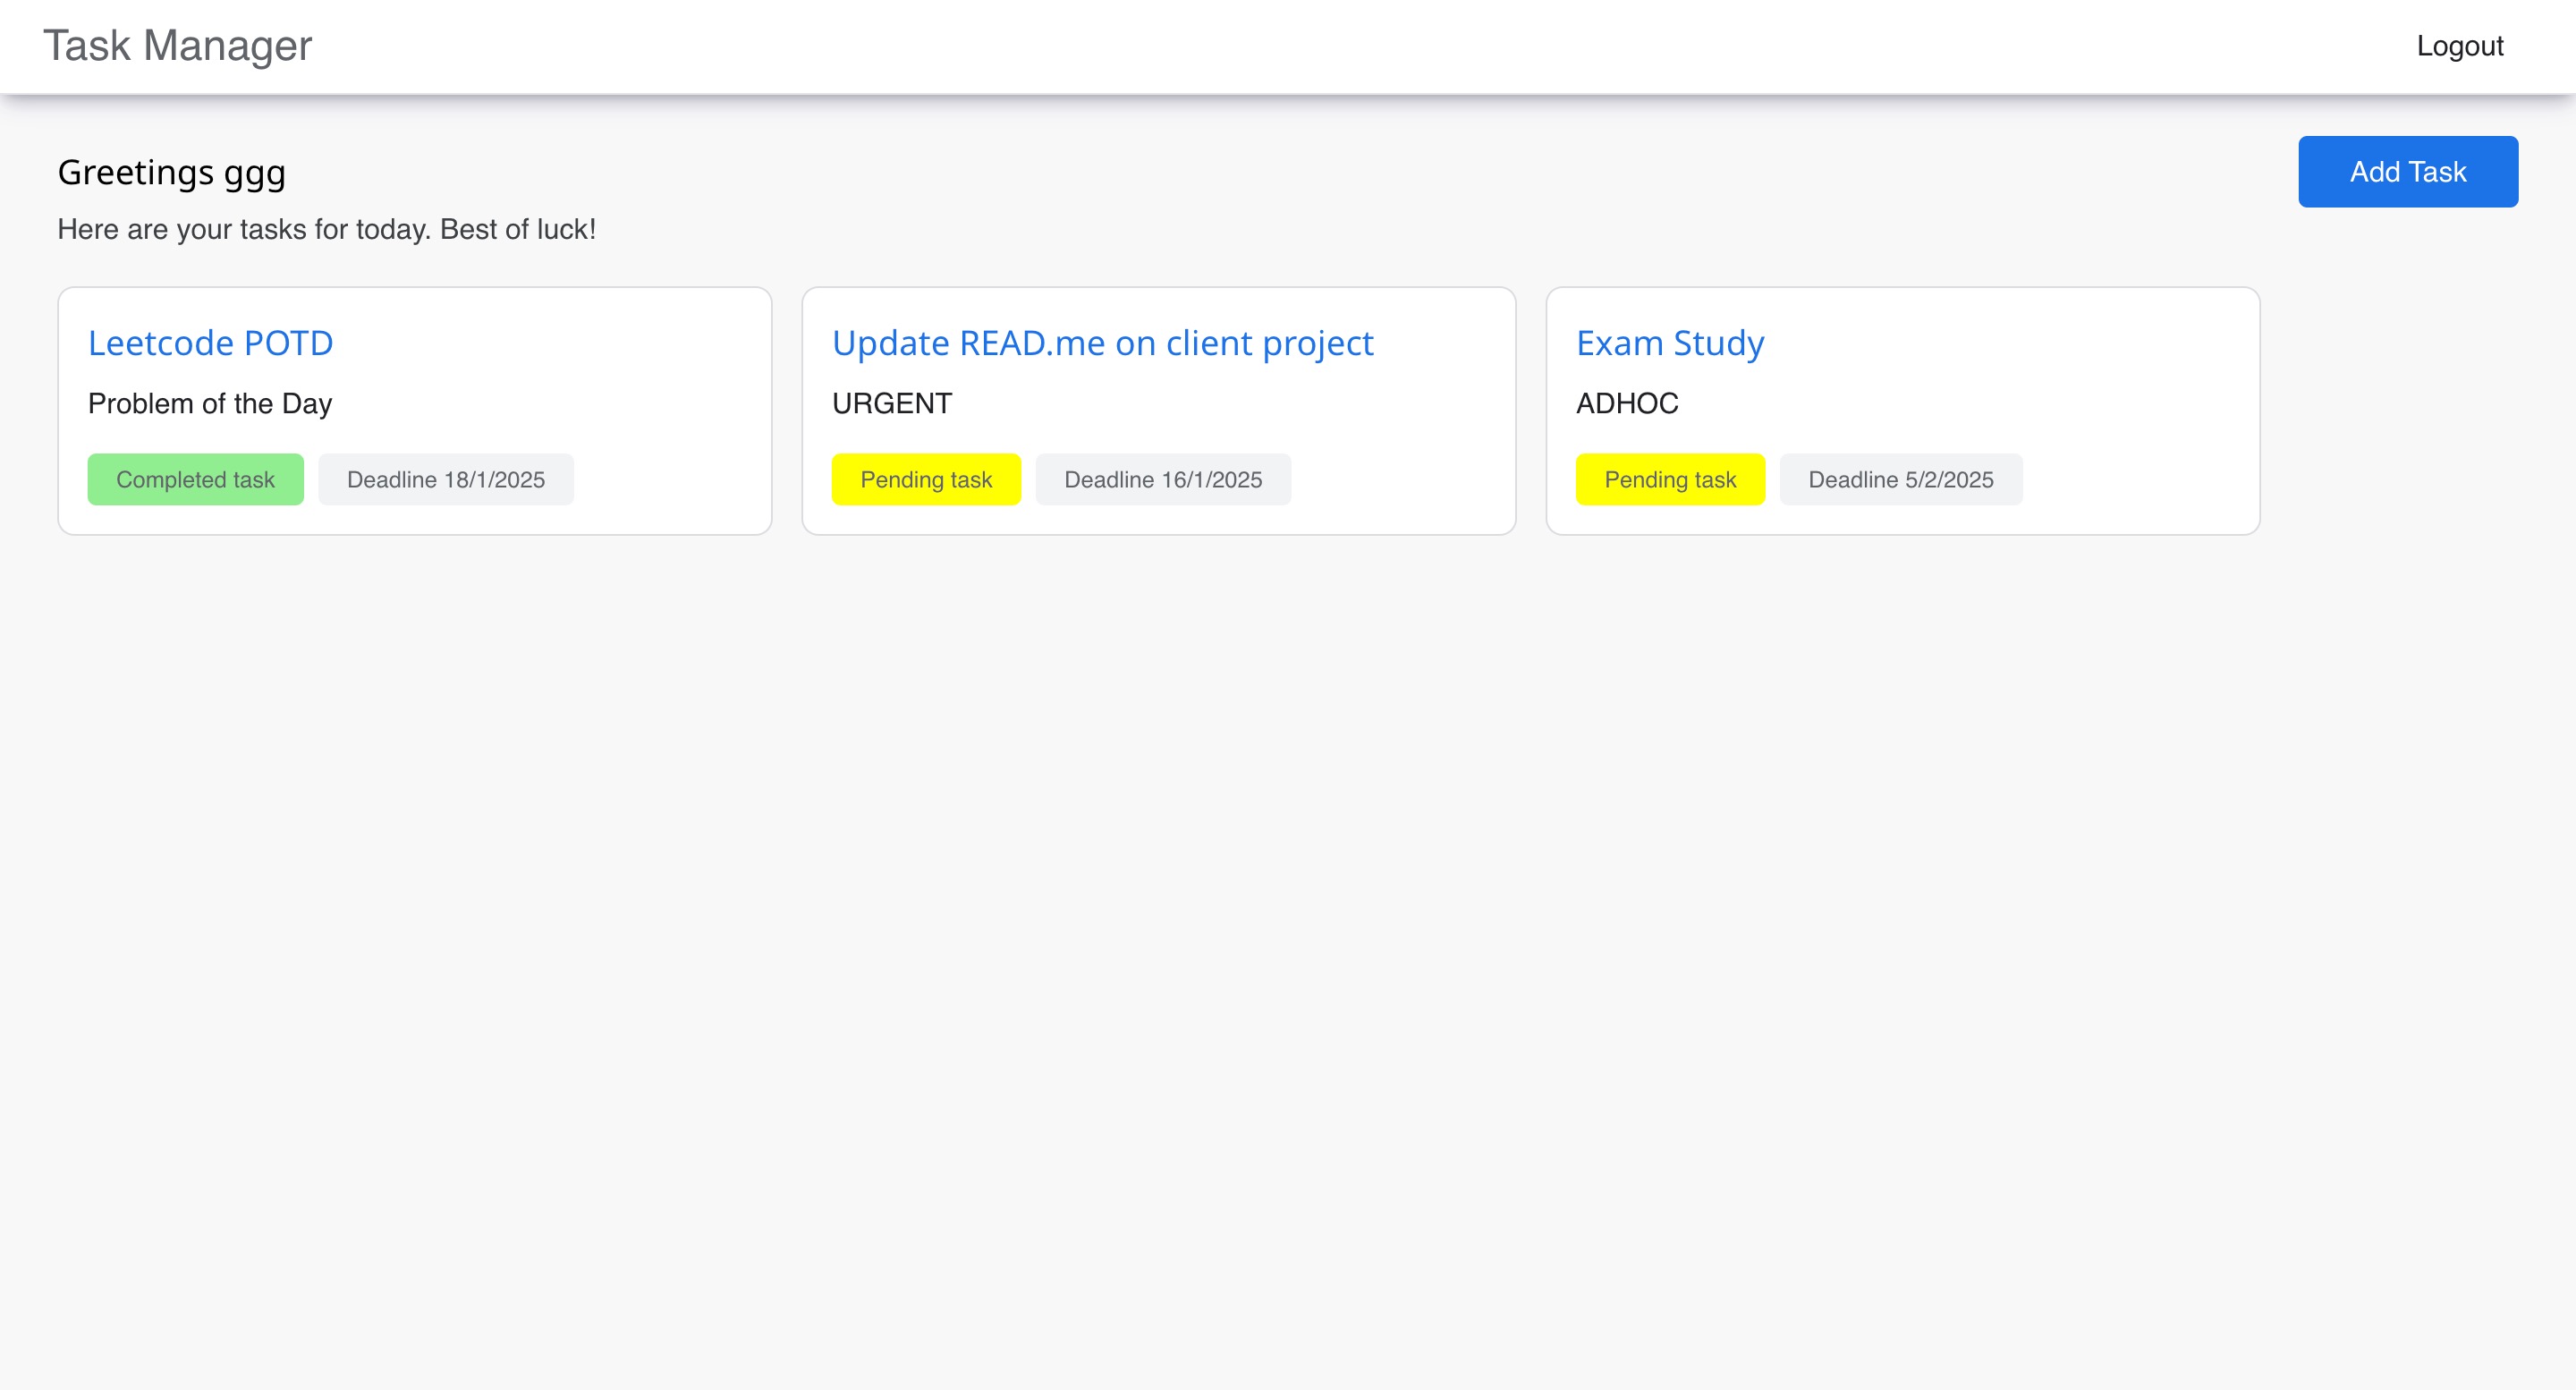 Task Manager
Logout
Greetings ggg
Add Task
Here are your tasks for today. Best of luck!
Leetcode POTD
Problem of the Day
Completed task
Deadline 18/1/2025
Update READ.me on client project
URGENT
Pending task
Deadline 16/1/2025
Exam Study
ADHOC
Pending task
Deadline 5/2/2025